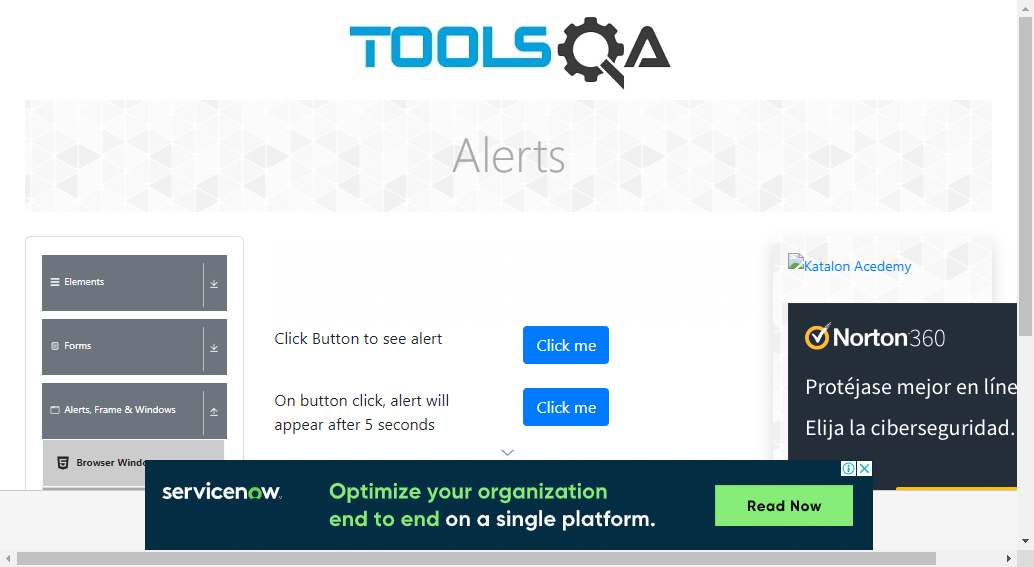 TOOLSQA
Alerts
Elements
Forms
Alerts, Frame & Windows
Browser Windo
Click Button to see alert
Click me
On button click, alert will
appear after 5 seconds
Click me
Katalon Acedemy
Norton360
Protéjase mejor en líne
Elija la ciberseguridad.
servicenow
Optimize your organization
end to end on a single platform.
Read Now